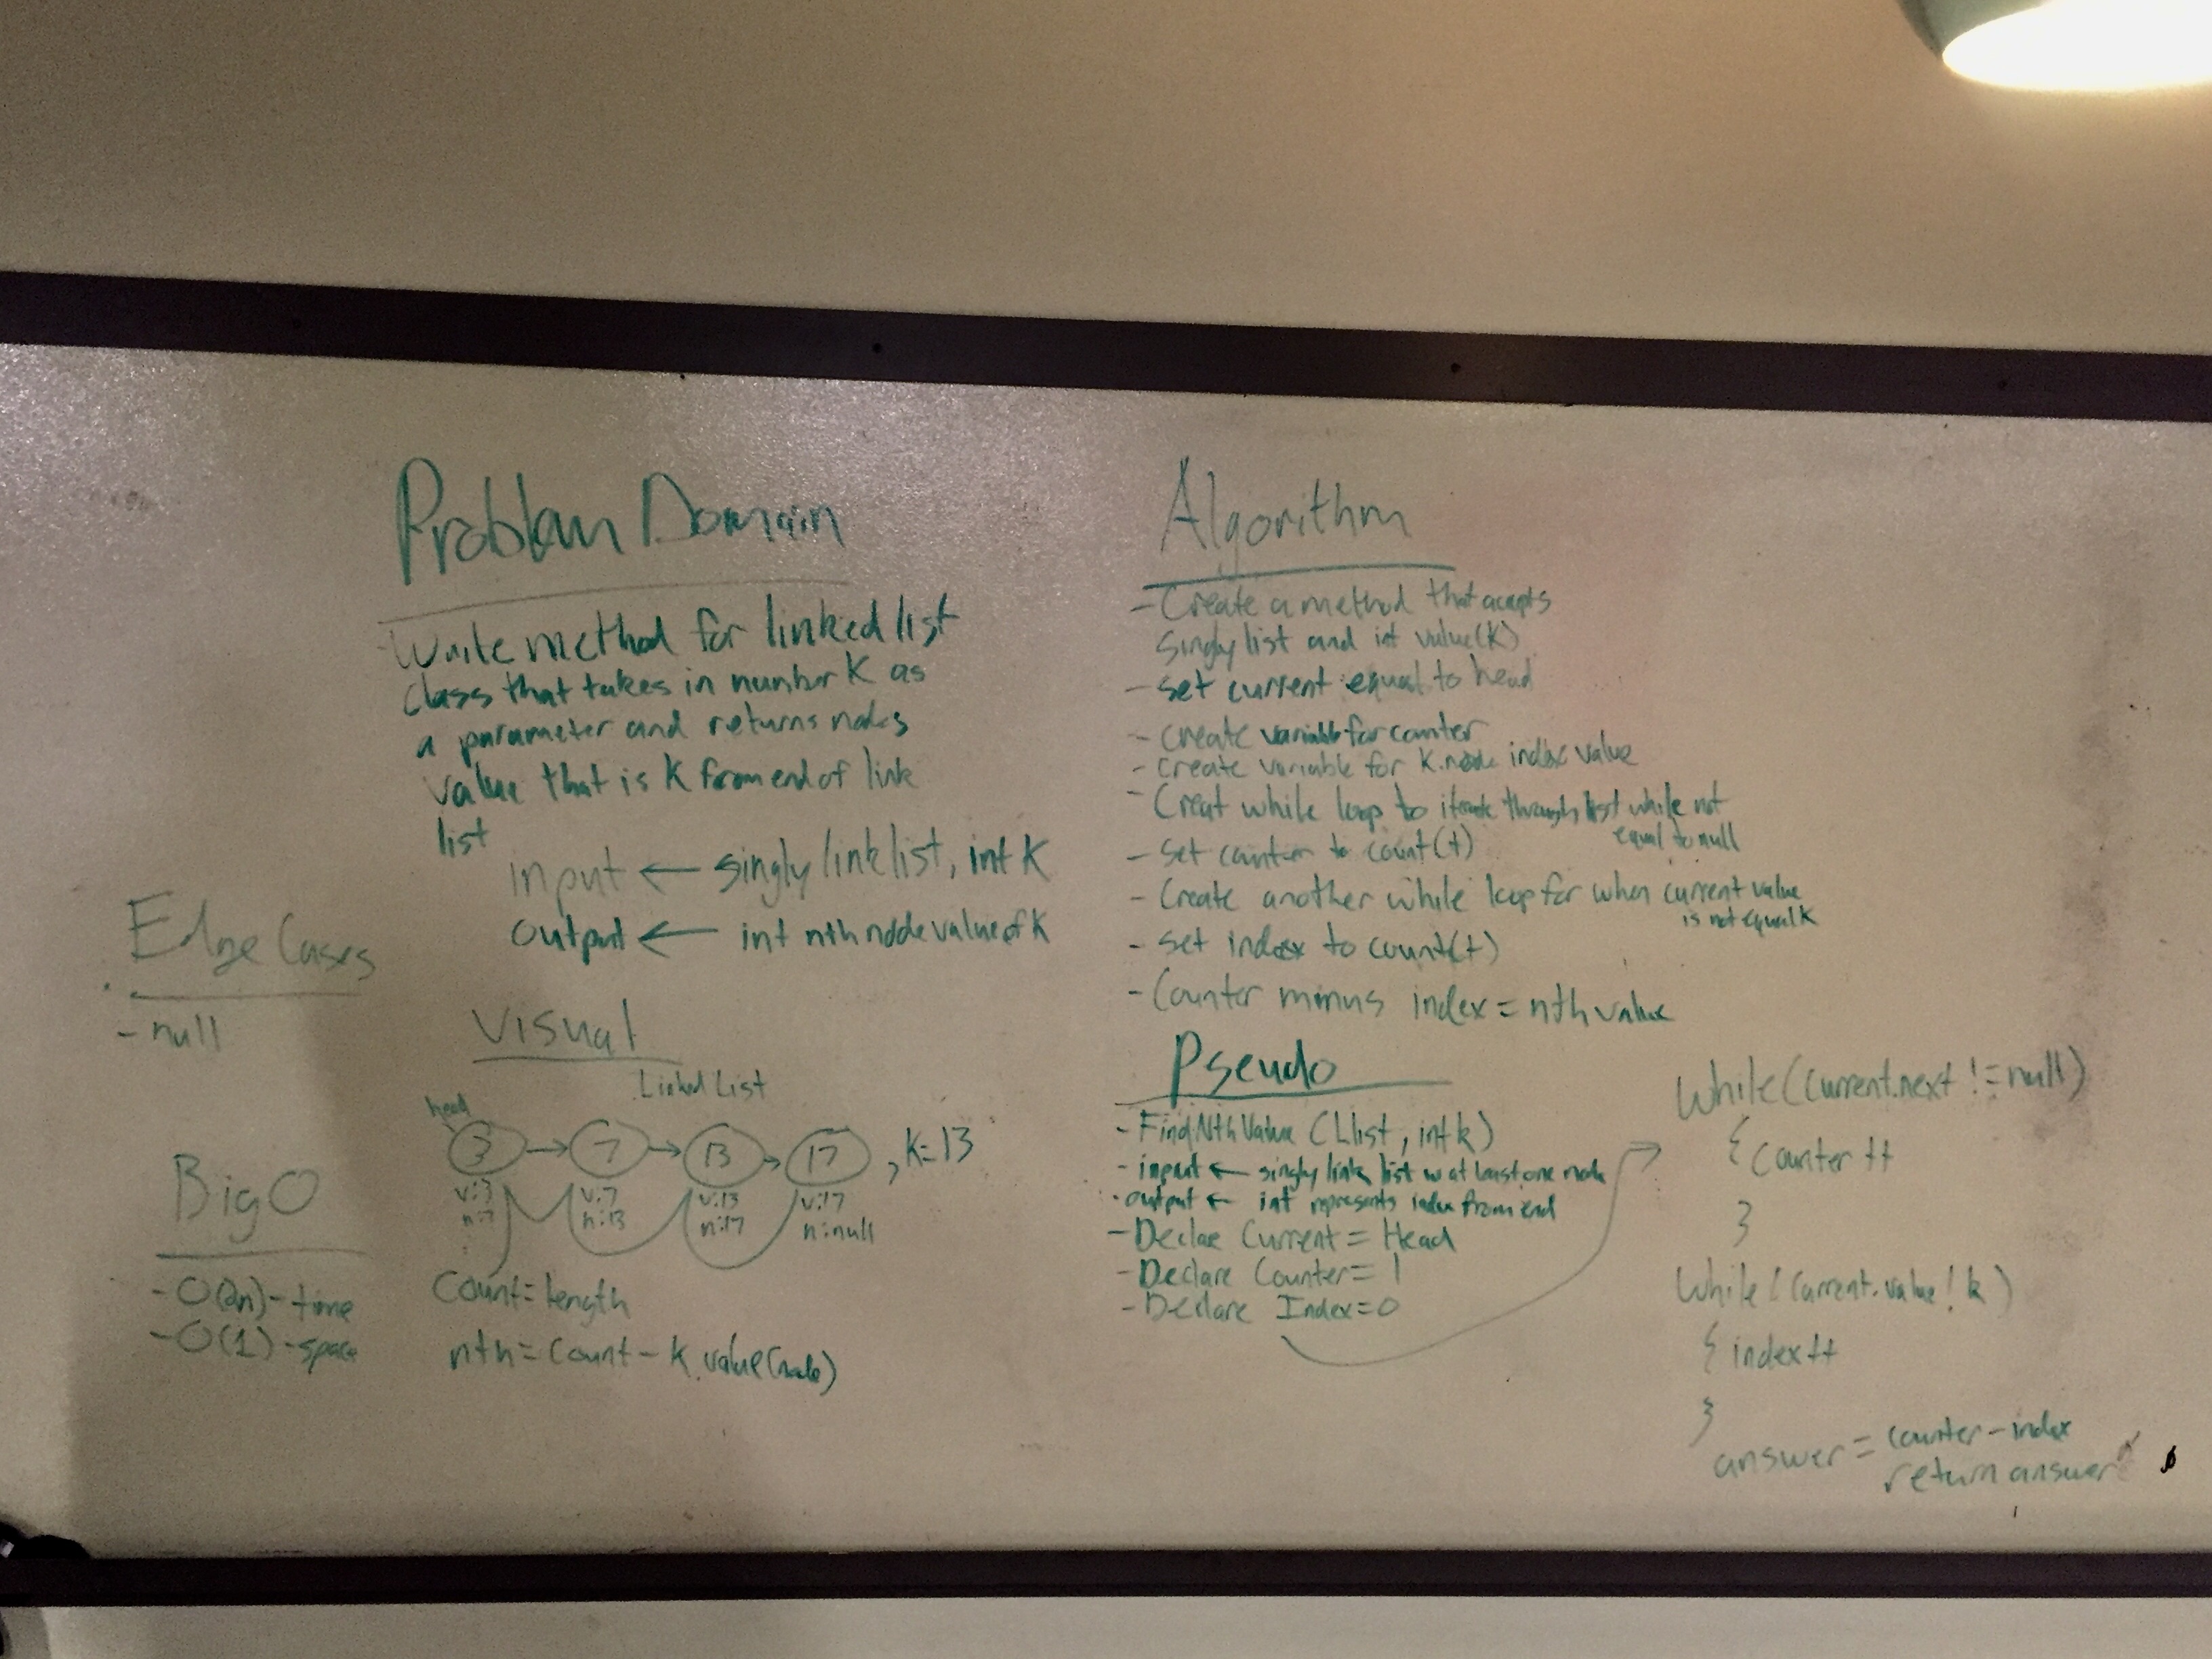 Problem Domain
Write method for linked list
class that takes in number K as
a parameter and returns nodes
value that is K from end of link
list
input ← singly link list, int K
output ← int nth node value of K
Edge Cases
- null
Big O
- O(2n) - time
- O(1) - space
Visual
Linked List
head
3 → 7 → 13 → 17 , k=13
v:3 v:7 v:13 v:17
n:7 n:13 n:17 n:null
Count = length
nth = count - k.value(node)
Algorithm
- Create a method that acepts
singly list and int value(K)
- set current equal to head
- create variable for counter
- create variable for K.node index value
- Creat while loop to iterate through list while not
equal to null
- set counter to count(+)
- Create another while loop for when current value
is not equal K
- set index to count(+)
- Counter minus index = nth value
Pseudo
- FindNthValue (Llist, int k)
- input ← singly link list w at least one node
- output ← int represents index from end
- Declae Current = Head
- Declare Counter = 1
- Declare Index = 0
While(current.next != null)
{ counter ++
}
While(current.value ! k)
{ index ++
}
answer = counter - index
return answer